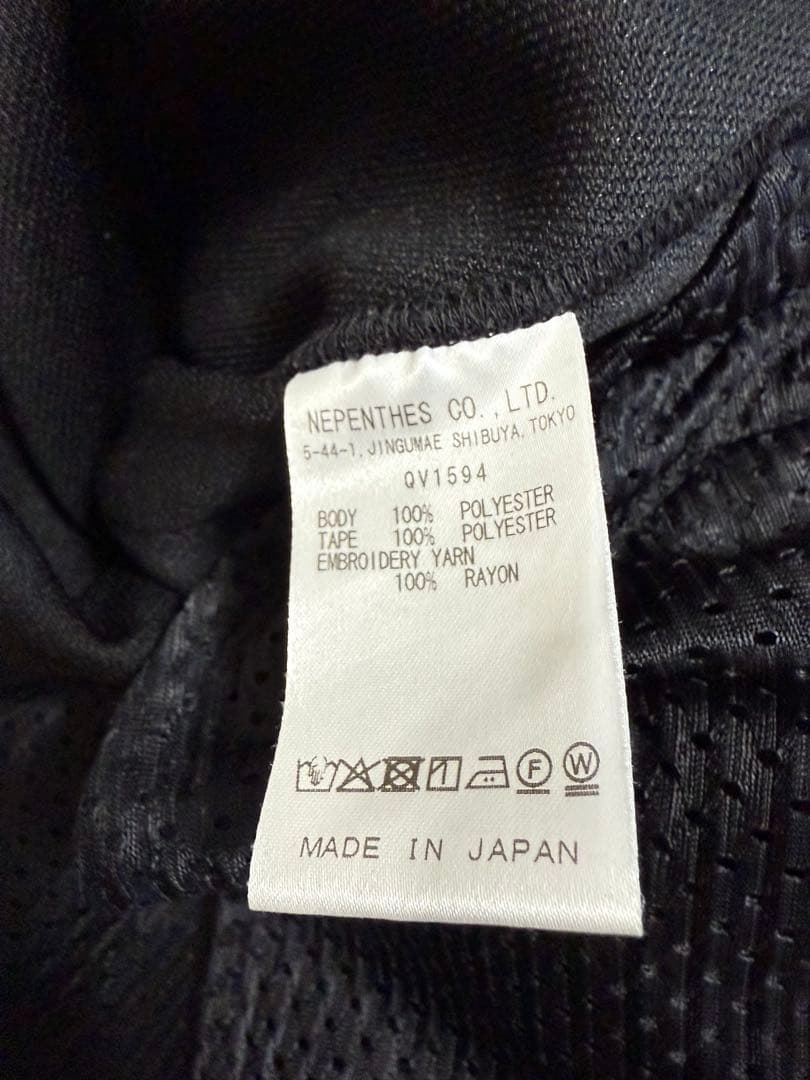 NEPENTHES CO., LTD.
5-44-1, JINGUMAE SHIBUYA, TOKYO
QV1594
BODY 100% POLYESTER
TAPE 100% POLYESTER
EMBROIDERY YARN
100% RAYON
F W
MADE IN JAPAN